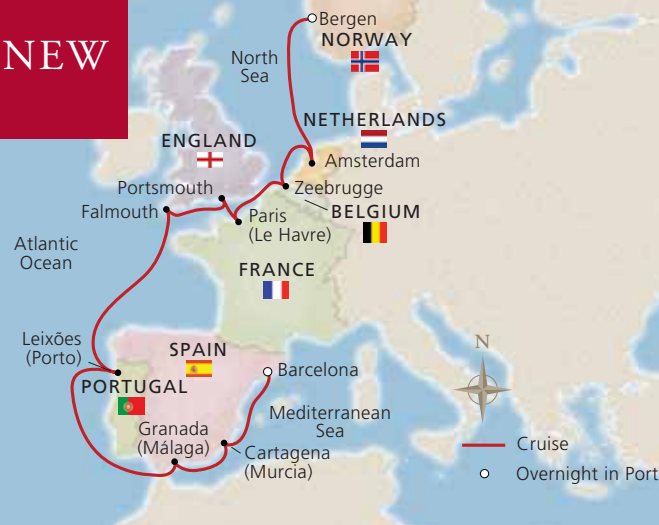 NEW
Bergen
NORWAY
North
Sea
NETHERLANDS
ENGLAND
Amsterdam
Portsmouth
Zeebrugge
Falmouth
Paris
(Le Havre)
BELGIUM
Atlantic
Ocean
FRANCE
Leixões
(Porto)
SPAIN
N
Barcelona
PORTUGAL
Mediterranean
Sea
Granada
(Málaga)
Cartagena
(Murcia)
Cruise
Overnight in Port